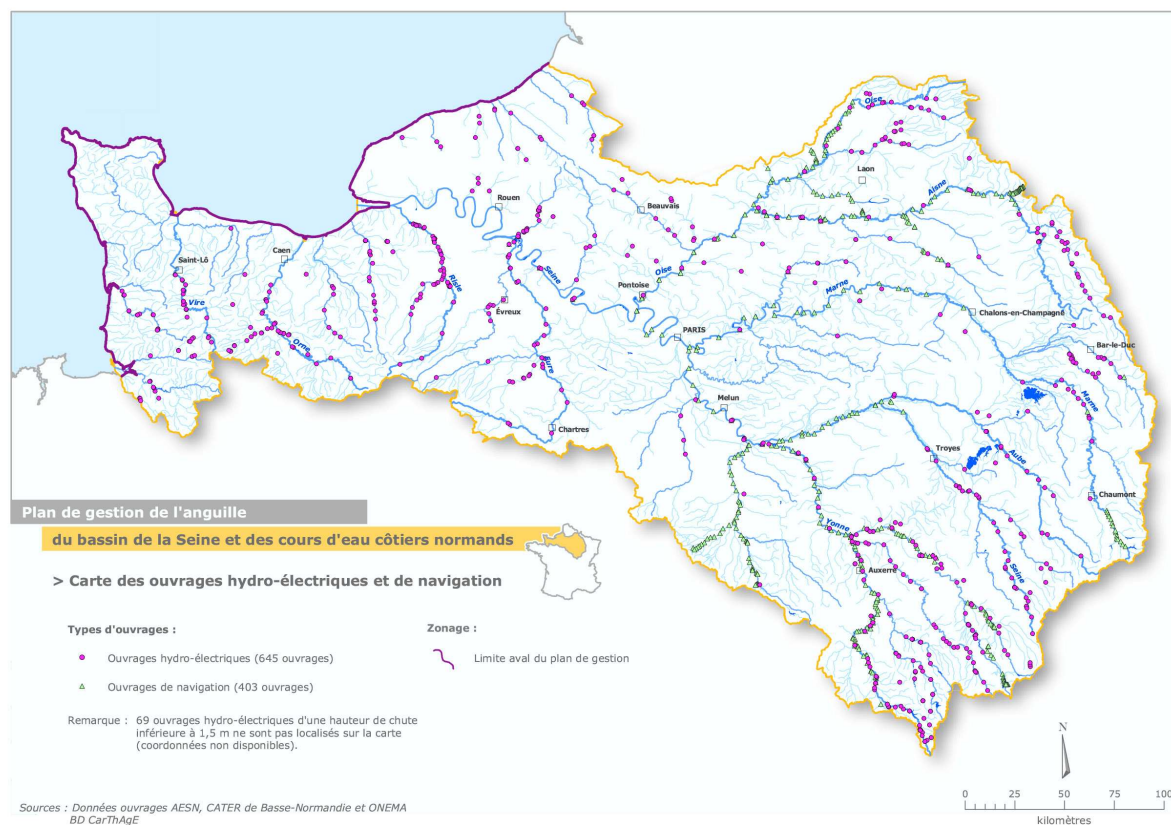 Oise
Laon
Aisne
Rouen
Beauvais
Caen
Saint-Lô
Seine
Oise
Risle
Pontoise
Marne
Vire
Évreux
Chalons-en-Champagne
PARIS
Orne
Bar-le-Duc
Eure
Marne
Melun
Chartres
Troyes
Aube
Chaumont
Plan de gestion de l'anguille
du bassin de la Seine et des cours d'eau côtiers normands
Yonne
> Carte des ouvrages hydro-électriques et de navigation
Auxerre
Seine
Types d'ouvrages :
Zonage :
Ouvrages hydro-électriques (645 ouvrages)
Limite aval du plan de gestion
Ouvrages de navigation (403 ouvrages)
Remarque : 69 ouvrages hydro-électriques d'une hauteur de chute
inférieure à 1,5 m ne sont pas localisés sur la carte
(coordonnées non disponibles).
N
0 25 50 75 100
kilomètres
Sources : Données ouvrages AESN, CATER de Basse-Normandie et ONEMA
BD CarThAgE